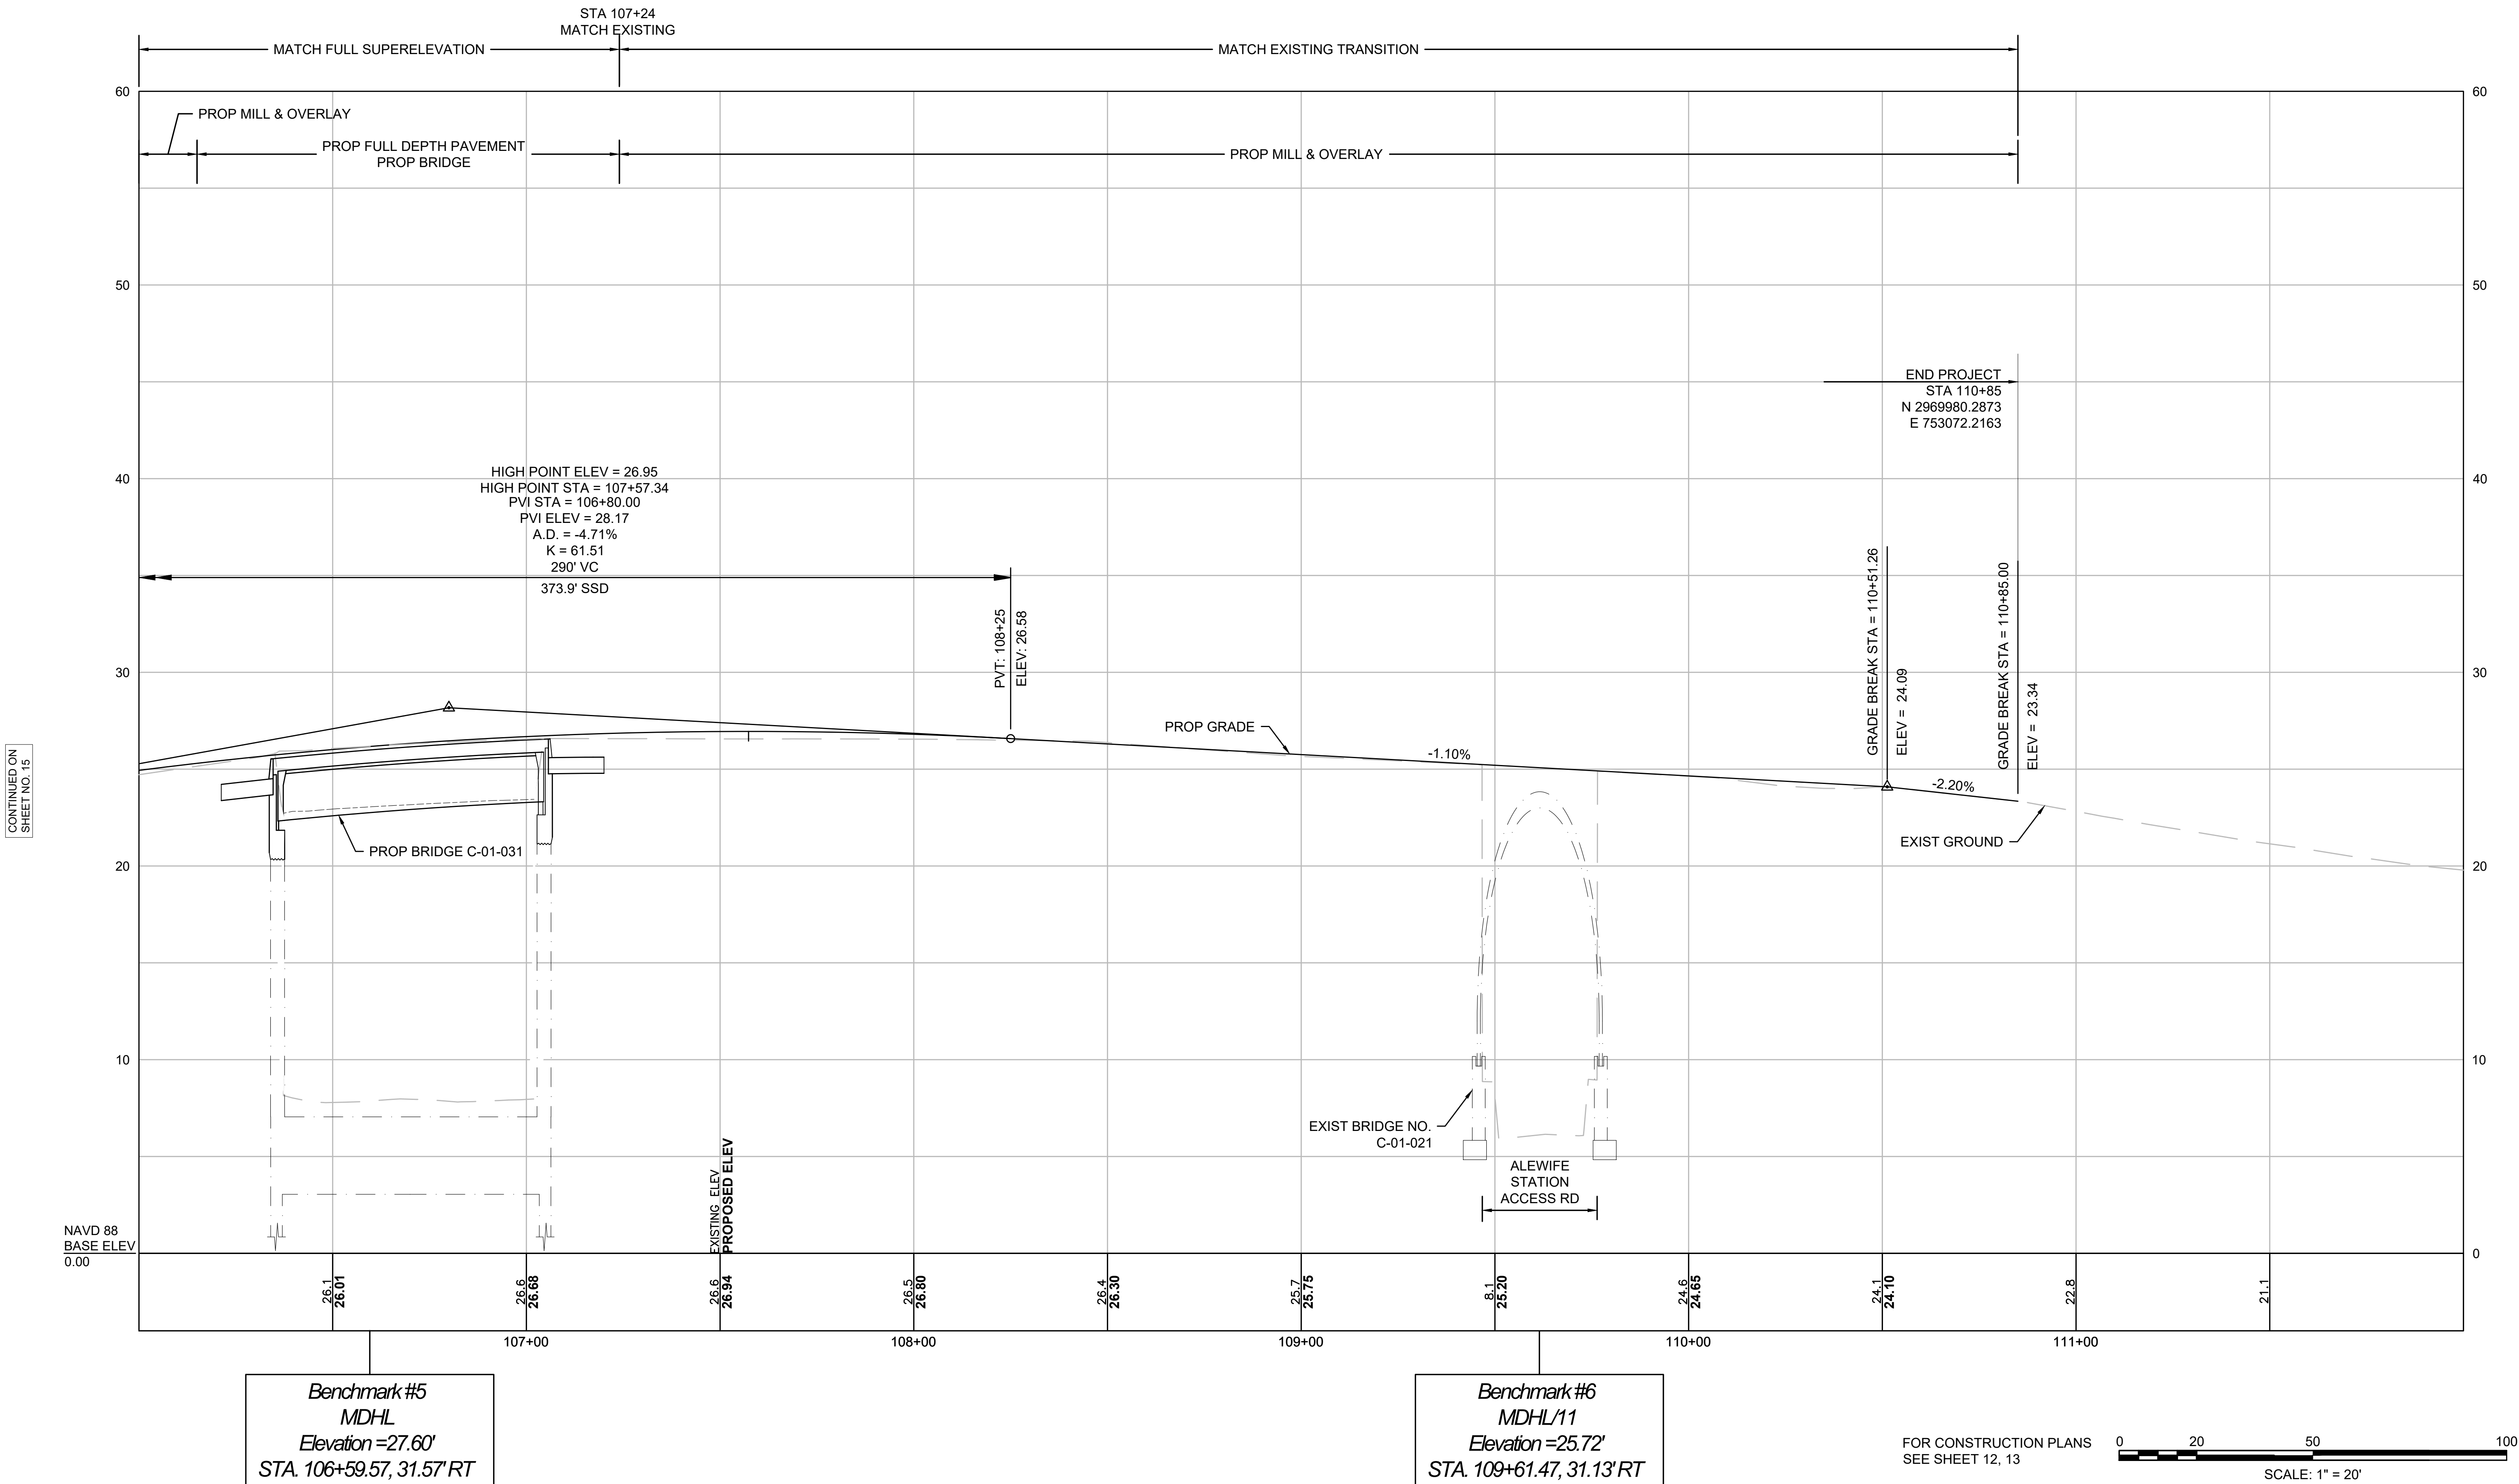 STA 107+24
MATCH EXISTING
MATCH FULL SUPERELEVATION
MATCH EXISTING TRANSITION
60
60
PROP MILL & OVERLAY
PROP FULL DEPTH PAVEMENT
PROP BRIDGE
PROP MILL & OVERLAY
50
50
END PROJECT
STA 110+85
N 2969980.2873
E 753072.2163
HIGH POINT ELEV = 26.95
HIGH POINT STA = 107+57.34
PVI STA = 106+80.00
PVI ELEV = 28.17
A.D. = -4.71%
K = 61.51
290' VC
373.9' SSD
40
40
PVT: 108+25
ELEV: 26.58
GRADE BREAK STA = 110+51.26
ELEV = 24.09
GRADE BREAK STA = 110+85.00
ELEV = 23.34
30
30
PROP GRADE
-1.10%
-2.20%
CONTINUED ON
SHEET NO. 15
PROP BRIDGE C-01-031
EXIST GROUND
20
20
10
10
EXIST BRIDGE NO.
C-01-021
ALEWIFE
STATION
ACCESS RD
EXISTING ELEV
PROPOSED ELEV
NAVD 88
BASE ELEV
0.00
0
26.1
26.01
26.6
26.68
26.6
26.94
26.5
26.80
26.4
26.30
25.7
25.75
8.1
25.20
24.6
24.65
24.1
24.10
22.8
21.1
107+00
108+00
109+00
110+00
111+00
Benchmark #5
MDHL
Elevation =27.60'
STA. 106+59.57, 31.57' RT
Benchmark #6
MDHL/11
Elevation =25.72'
STA. 109+61.47, 31.13' RT
FOR CONSTRUCTION PLANS
SEE SHEET 12, 13
0 20 50 100
SCALE: 1" = 20'